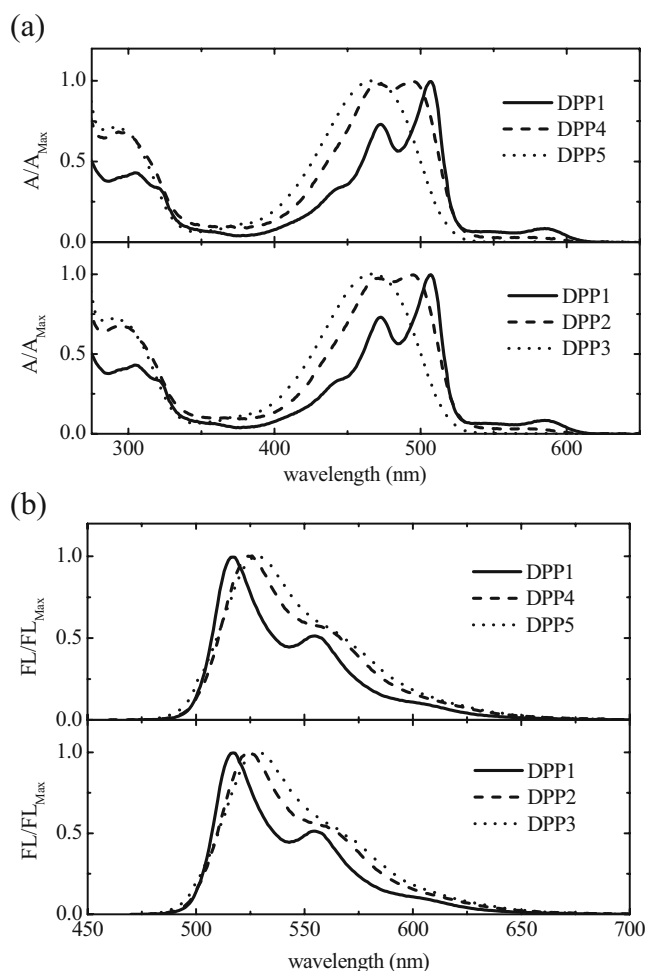 (a)
1.0
0.5
0.0
A/A_Max
DPP1
DPP4
DPP5
1.0
0.5
0.0
A/A_Max
DPP1
DPP2
DPP3
300 400 500 600
wavelength (nm)
(b)
1.0
0.5
0.0
FL/FL_Max
DPP1
DPP4
DPP5
1.0
0.5
0.0
FL/FL_Max
DPP1
DPP2
DPP3
450 500 550 600 650 700
wavelength (nm)